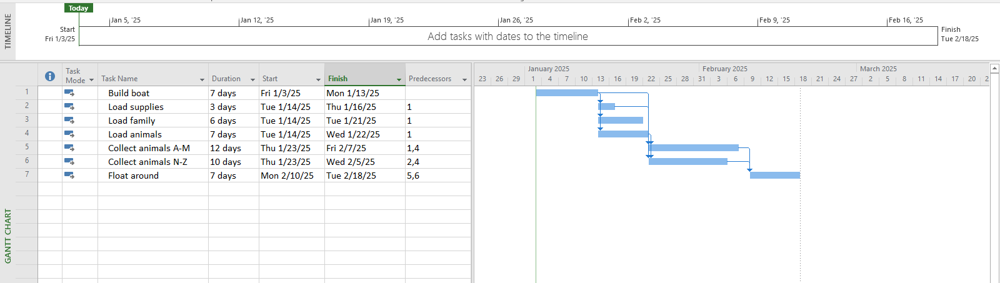 Today
Jan 5, '25 Jan 12, '25 Jan 19, '25 Jan 26, '25 Feb 2, '25 Feb 9, '25 Feb 16, '25
Start
Fri 1/3/25
Add tasks with dates to the timeline
Finish
Tue 2/18/25
TIMELINE
Task Mode Task Name Duration Start Finish Predecessors
January 2025 February 2025 March 2025
23 26 29 1 4 7 10 13 16 19 22 25 28 31 3 6 9 12 15 18 21 24 27 2 5 8 11 14 17 20 2
1 Build boat 7 days Fri 1/3/25 Mon 1/13/25
2 Load supplies 3 days Tue 1/14/25 Thu 1/16/25 1
3 Load family 6 days Tue 1/14/25 Tue 1/21/25 1
4 Load animals 7 days Tue 1/14/25 Wed 1/22/25 1
5 Collect animals A-M 12 days Thu 1/23/25 Fri 2/7/25 1,4
6 Collect animals N-Z 10 days Thu 1/23/25 Wed 2/5/25 2,4
7 Float around 7 days Mon 2/10/25 Tue 2/18/25 5,6
GANTT CHART